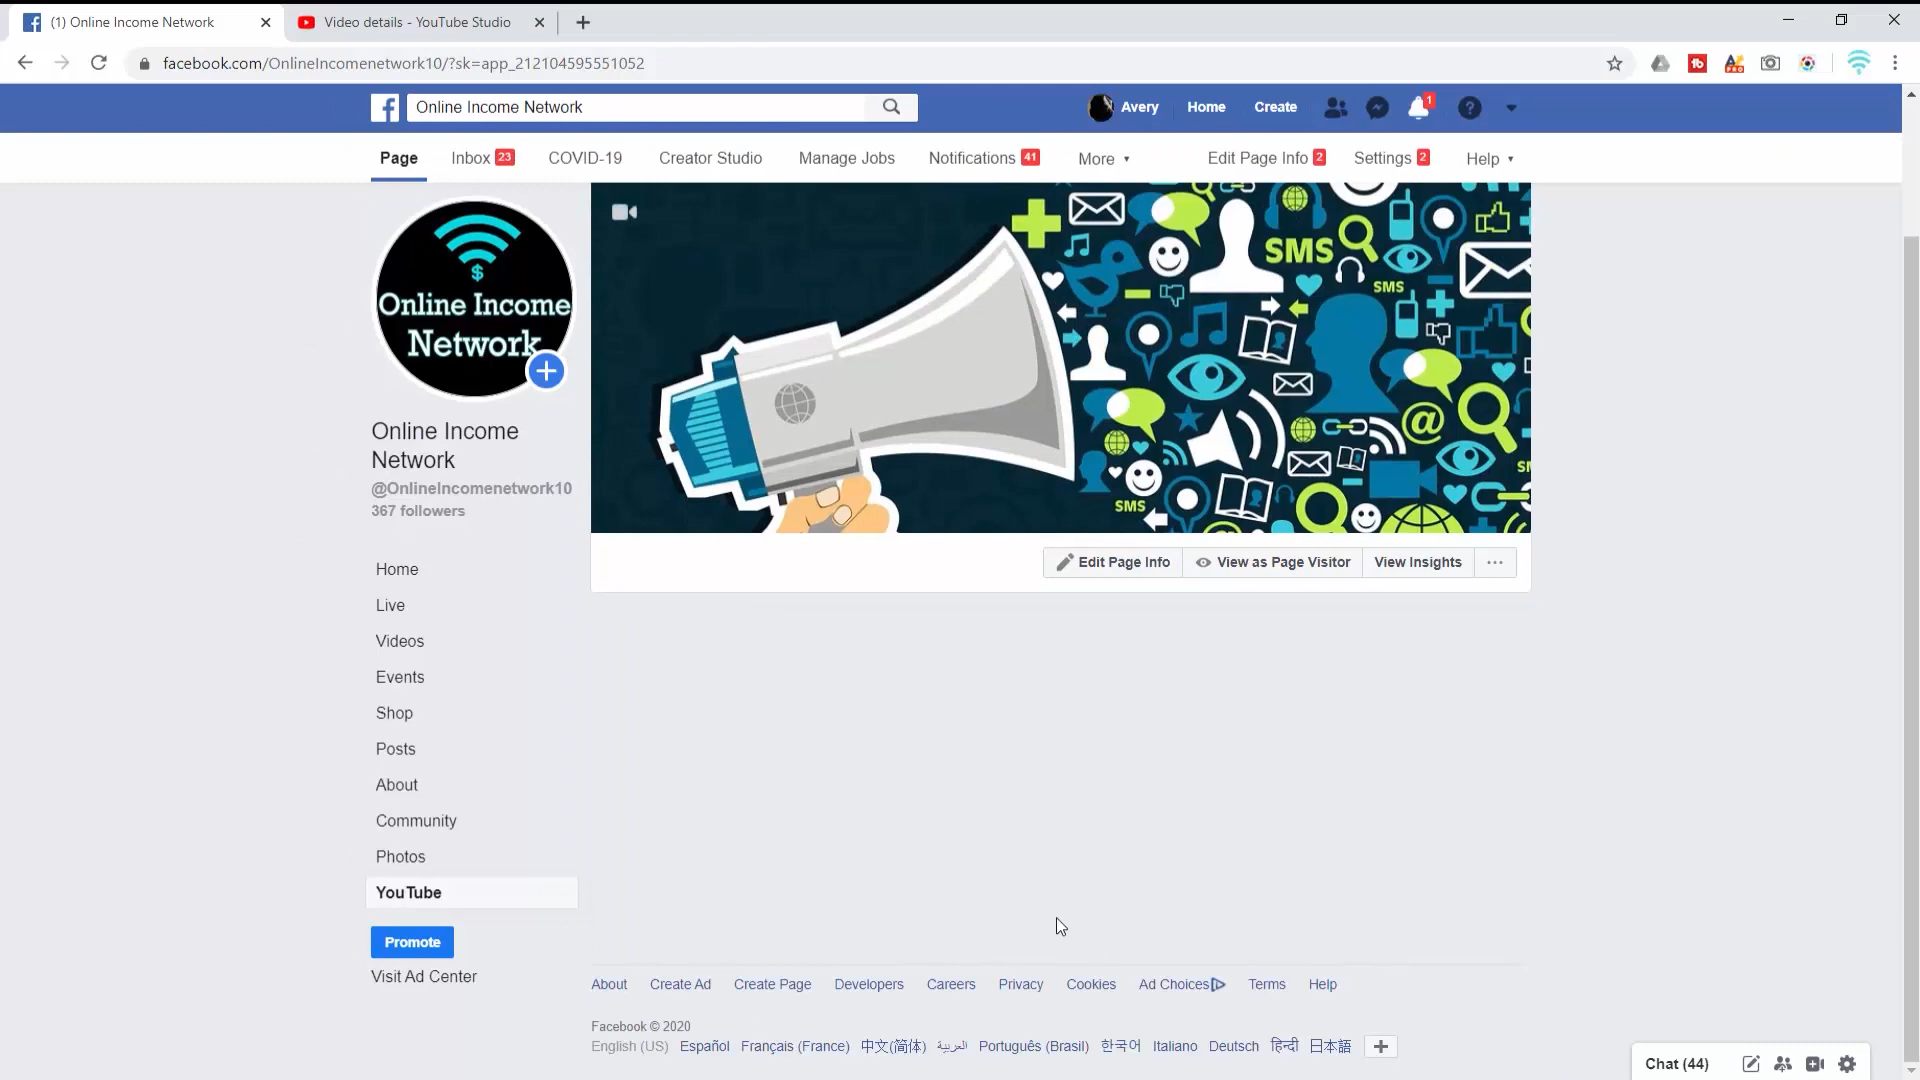 (1) Online Income Network
Video details - YouTube Studio
facebook.com/OnlineIncomenetwork10/?sk=app_212104595551052
Online Income Network
Avery
Home
Create
1
Page
Inbox 23
COVID-19
Creator Studio
Manage Jobs
Notifications 41
More
Edit Page Info 2
Settings 2
Help
$
Online Income
Network
SMS
SMS
SMS
@
Online Income
Network
@OnlineIncomenetwork10
367 followers
Edit Page Info
View as Page Visitor
View Insights
Home
Live
Videos
Events
Shop
Posts
About
Community
Photos
YouTube
Promote
Visit Ad Center
About
Create Ad
Create Page
Developers
Careers
Privacy
Cookies
Ad Choices
Terms
Help
Facebook © 2020
English (US) Español Français (France) 中文(简体) العربية Português (Brasil) 한국어 Italiano Deutsch हिन्दी 日本語
Chat (44)